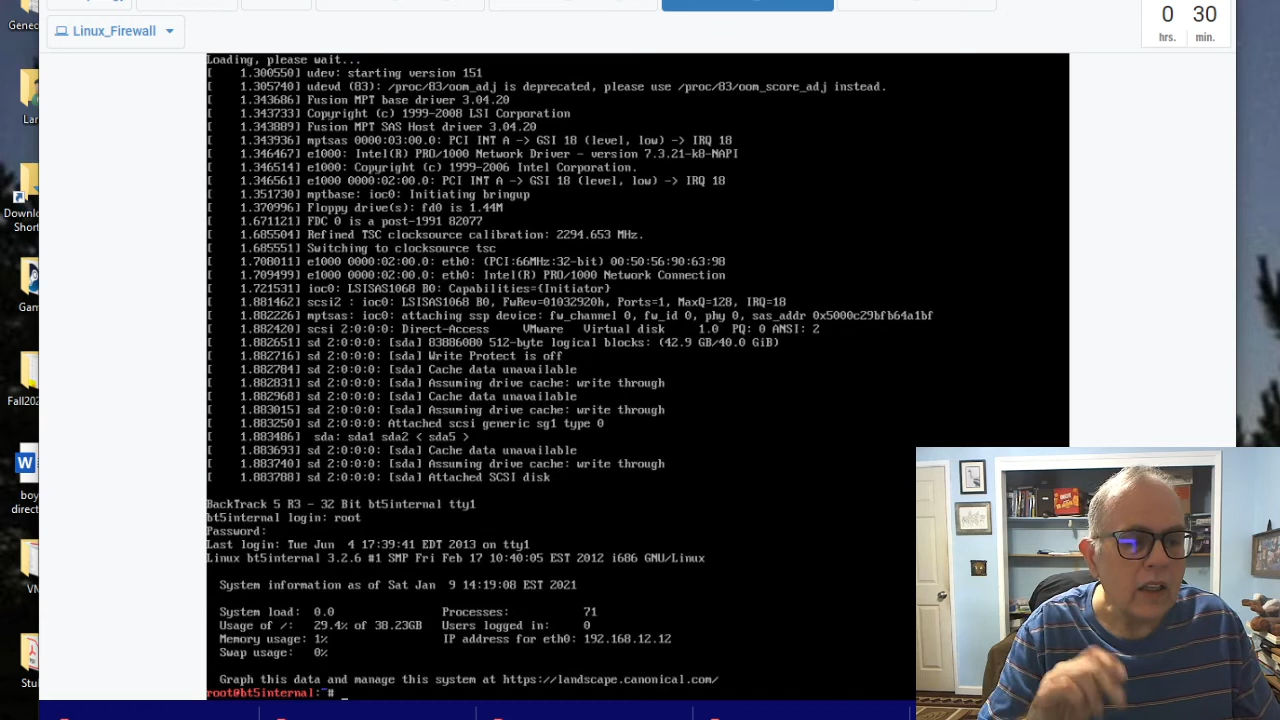 Genec
Linux_Firewall
0 30
hrs. min.
Loading, please wait...
[    1.300550] udev: starting version 151
[    1.305740] udevd (83): /proc/83/oom_adj is deprecated, please use /proc/83/oom_score_adj instead.
[    1.343686] Fusion MPT base driver 3.04.20
[    1.343733] Copyright (c) 1999-2008 LSI Corporation
[    1.343889] Fusion MPT SAS Host driver 3.04.20
[    1.343936] mptsas 0000:03:00.0: PCI INT A -> GSI 18 (level, low) -> IRQ 18
[    1.346467] e1000: Intel(R) PRO/1000 Network Driver - version 7.3.21-k8-NAPI
[    1.346514] e1000: Copyright (c) 1999-2006 Intel Corporation.
[    1.346561] e1000 0000:02:00.0: PCI INT A -> GSI 18 (level, low) -> IRQ 18
[    1.351730] mptbase: ioc0: Initiating bringup
[    1.370996] Floppy drive(s): fd0 is 1.44M
[    1.671121] FDC 0 is a post-1991 82077
[    1.685504] Refined TSC clocksource calibration: 2294.653 MHz.
[    1.685551] Switching to clocksource tsc
[    1.708011] e1000 0000:02:00.0: eth0: (PCI:66MHz:32-bit) 00:50:56:90:63:98
[    1.709499] e1000 0000:02:00.0: eth0: Intel(R) PRO/1000 Network Connection
[    1.721531] ioc0: LSISAS1068 B0: Capabilities={Initiator}
[    1.881462] scsi2 : ioc0: LSISAS1068 B0, FwRev=01032920h, Ports=1, MaxQ=128, IRQ=18
[    1.882226] mptsas: ioc0: attaching ssp device: fw_channel 0, fw_id 0, phy 0, sas_addr 0x5000c29bfb64a1bf
[    1.882420] scsi 2:0:0:0: Direct-Access     VMware   Virtual disk     1.0  PQ: 0 ANSI: 2
[    1.882651] sd 2:0:0:0: [sda] 83886080 512-byte logical blocks: (42.9 GB/40.0 GiB)
[    1.882716] sd 2:0:0:0: [sda] Write Protect is off
[    1.882784] sd 2:0:0:0: [sda] Cache data unavailable
[    1.882831] sd 2:0:0:0: [sda] Assuming drive cache: write through
[    1.882968] sd 2:0:0:0: [sda] Cache data unavailable
[    1.883015] sd 2:0:0:0: [sda] Assuming drive cache: write through
[    1.883250] sd 2:0:0:0: Attached scsi generic sg1 type 0
[    1.883486]  sda: sda1 sda2 < sda5 >
[    1.883693] sd 2:0:0:0: [sda] Cache data unavailable
[    1.883740] sd 2:0:0:0: [sda] Assuming drive cache: write through
[    1.883788] sd 2:0:0:0: [sda] Attached SCSI disk
BackTrack 5 R3 - 32 Bit bt5internal tty1
bt5internal login: root
Password:
Last login: Tue Jun  4 17:39:41 EDT 2013 on tty1
Linux bt5internal 3.2.6 #1 SMP Fri Feb 17 10:40:05 EST 2012 i686 GNU/Linux
System information as of Sat Jan  9 14:19:08 EST 2021
System load:  0.0                Processes:           71
Usage of /:   29.4% of 38.23GB   Users logged in:     0
Memory usage: 1%                 IP address for eth0: 192.168.12.12
Swap usage:   0%
Graph this data and manage this system at https://landscape.canonical.com/
root@bt5internal:~#
Lar
Downlo
Short
Gam
Fall202
boy
direct
VM
Stu